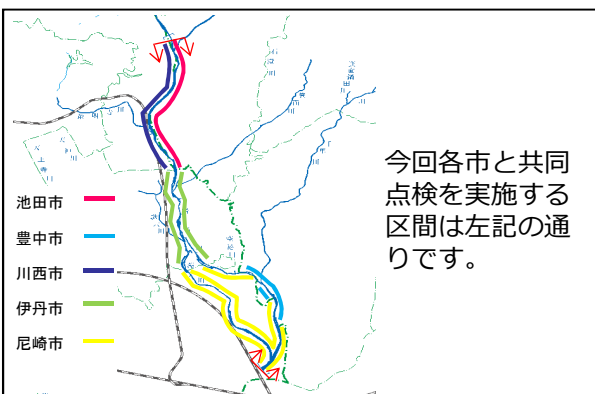 池田市
豊中市
川西市
伊丹市
尼崎市
今回各市と共同
点検を実施する
区間は左記の通
りです。